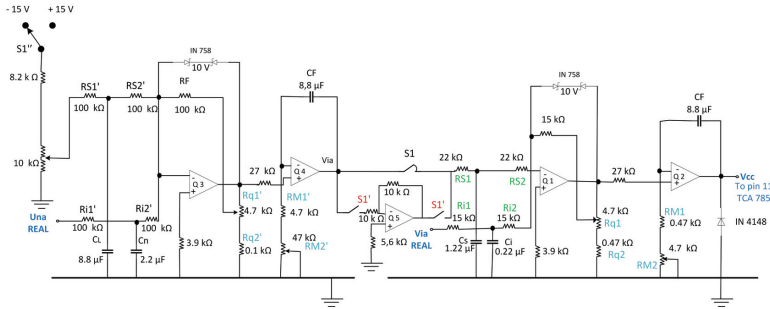 - 15 V + 15 V
S1''
8.2 k Ω
10 kΩ
RS1' RS2'
100 kΩ 100 kΩ
IN 758
10 V
RF
100 kΩ
Una
REAL
Ri1' Ri2'
100 kΩ 100 kΩ
CL Cn
8.8 µF 2.2 µF
-
+
Q 3
3.9 kΩ
Rq1'
4.7 kΩ
Rq2'
0.1 kΩ
27
kΩ
CF
8,8 µF
-
+
Q 4
RM1'
4.7 kΩ
47 kΩ
RM2'
Via
S1
S1'
10 kΩ
10 kΩ
-
+
Q 5
S1'
5,6 kΩ
Via
REAL
22 kΩ
RS1
22 kΩ
RS2
Ri1
15 kΩ
Ri2
15 kΩ
Cs
1.22 µF
Ci
0.22 µF
IN 758
10 V
15 kΩ
-
+
Q 1
3.9 kΩ
27 kΩ
4.7 kΩ
Rq1
0.47 kΩ
Rq2
CF
8.8 µF
-
+
Q 2
RM1
0.47 kΩ
4.7 kΩ
RM2
Vcc
To pin 11
TCA 785
IN 4148